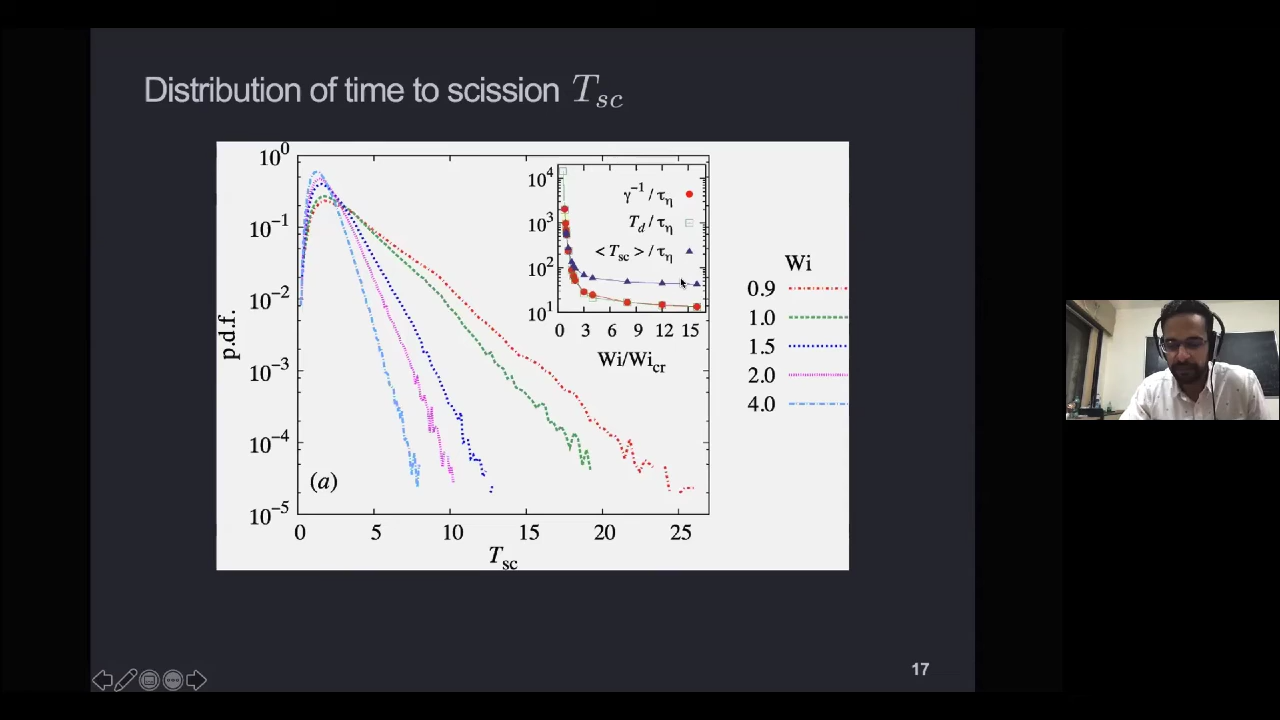 Distribution of time to scission T_sc
10^0
10^-1
10^-2
10^-3
10^-4
10^-5
p.d.f.
(a)
0 5 10 15 20 25
T_sc
10^4
10^3
10^2
10^1
γ^-1 / τ_η
T_d / τ_η
< T_sc > / τ_η
0 3 6 9 12 15
Wi/Wi_cr
Wi
0.9
1.0
1.5
2.0
4.0
17